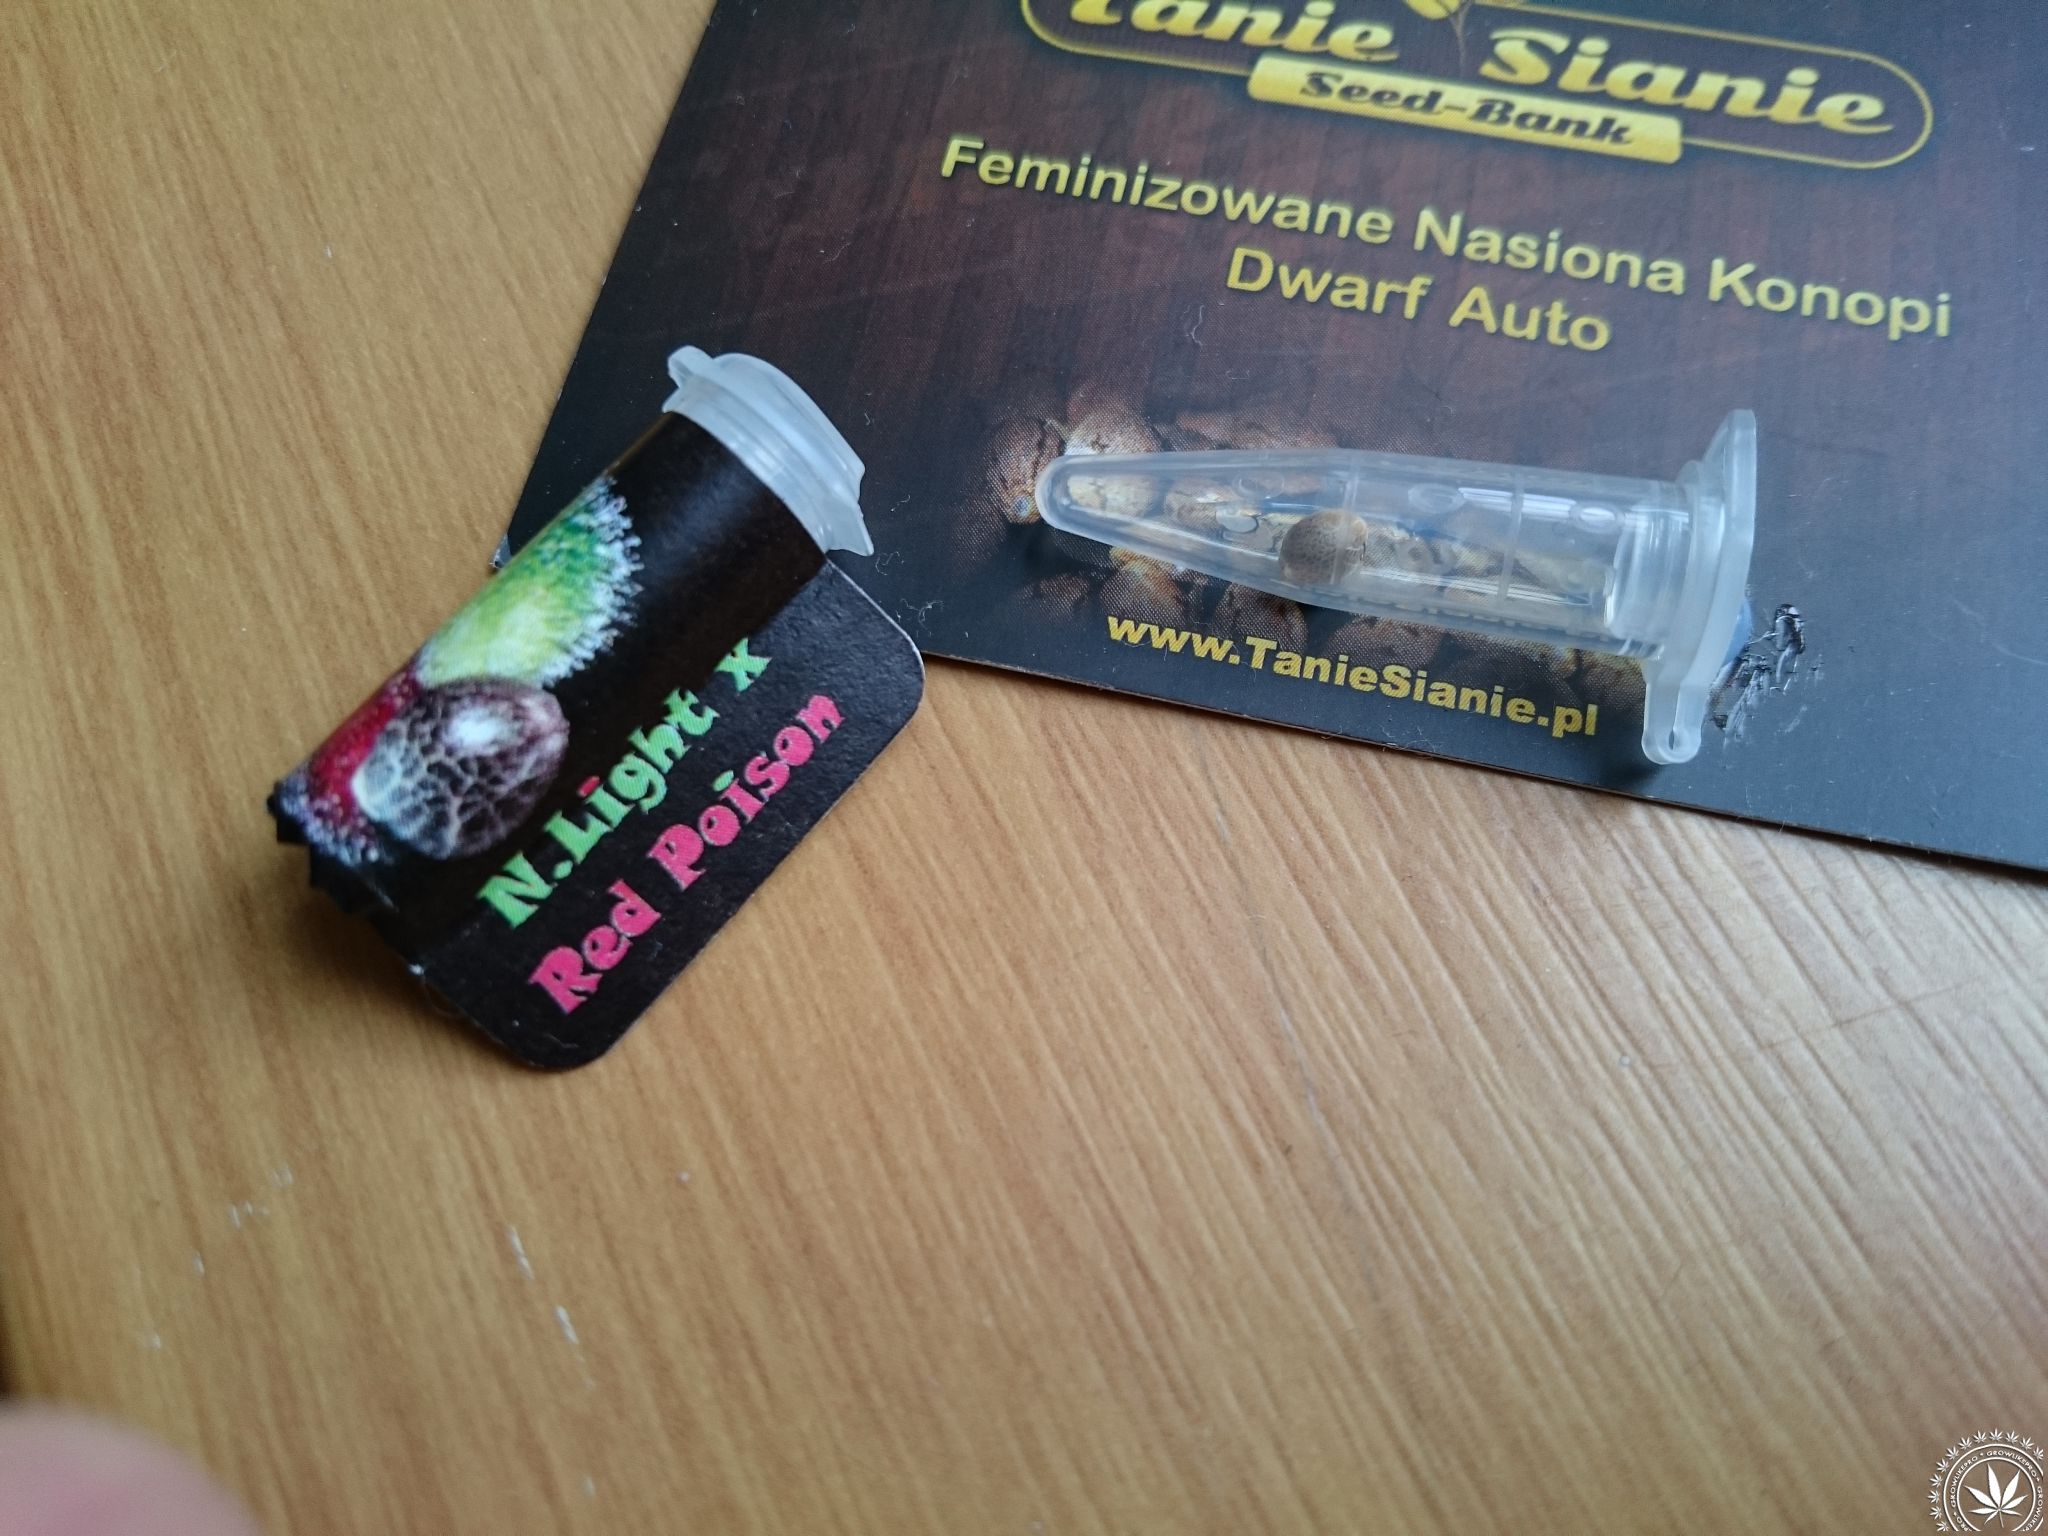 Tanie Sianie
Seed-Bank
Feminizowane Nasiona Konopi
Dwarf Auto
www.TanieSianie.pl
N.Light x
Red Poison